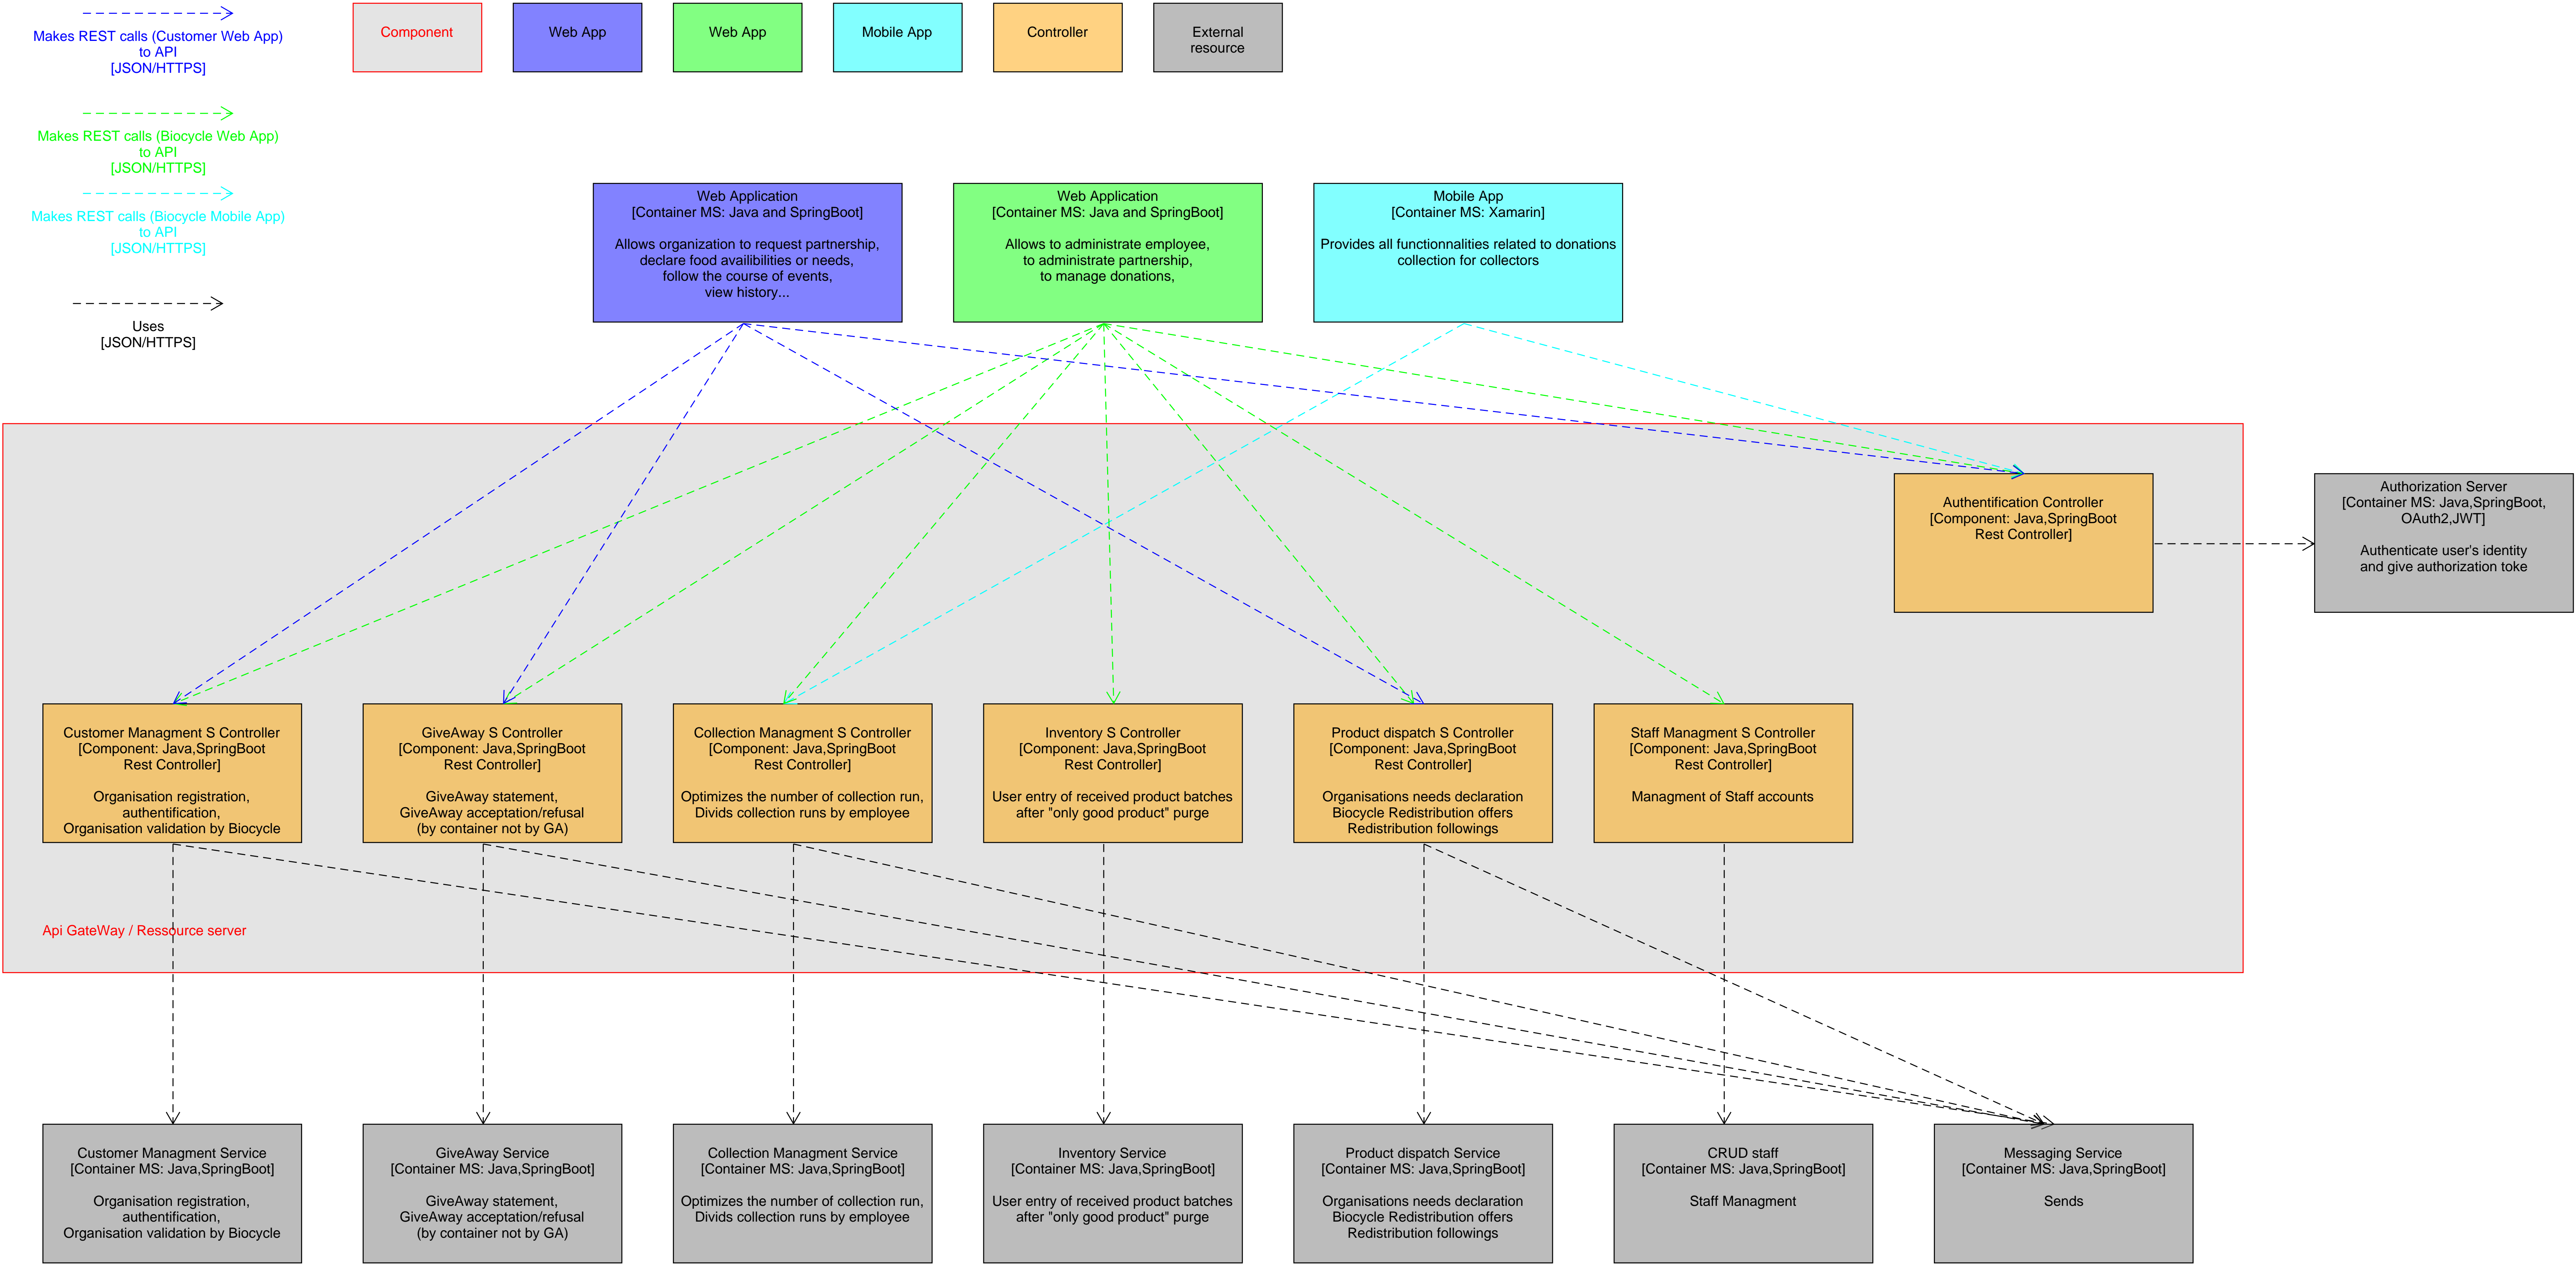 Makes REST calls (Customer Web App)
to API
[JSON/HTTPS]
Component
Web App
Web App
Mobile App
Controller
External
resource
Makes REST calls (Biocycle Web App)
to API
[JSON/HTTPS]
Makes REST calls (Biocycle Mobile App)
to API
[JSON/HTTPS]
Uses
[JSON/HTTPS]
Web Application
[Container MS: Java and SpringBoot]
Allows organization to request partnership,
declare food availibilities or needs,
follow the course of events,
view history...
Web Application
[Container MS: Java and SpringBoot]
Allows to administrate employee,
to administrate partnership,
to manage donations,
Mobile App
[Container MS: Xamarin]
Provides all functionnalities related to donations
collection for collectors
Authentification Controller
[Component: Java,SpringBoot
Rest Controller]
Authorization Server
[Container MS: Java,SpringBoot,
OAuth2,JWT]
Authenticate user's identity
and give authorization toke
Customer Managment S Controller
[Component: Java,SpringBoot
Rest Controller]
Organisation registration,
authentification,
Organisation validation by Biocycle
GiveAway S Controller
[Component: Java,SpringBoot
Rest Controller]
GiveAway statement,
GiveAway acceptation/refusal
(by container not by GA)
Collection Managment S Controller
[Component: Java,SpringBoot
Rest Controller]
Optimizes the number of collection run,
Divids collection runs by employee
Inventory S Controller
[Component: Java,SpringBoot
Rest Controller]
User entry of received product batches
after "only good product" purge
Product dispatch S Controller
[Component: Java,SpringBoot
Rest Controller]
Organisations needs declaration
Biocycle Redistribution offers
Redistribution followings
Staff Managment S Controller
[Component: Java,SpringBoot
Rest Controller]
Managment of Staff accounts
Api GateWay / Ressource server
Customer Managment Service
[Container MS: Java,SpringBoot]
Organisation registration,
authentification,
Organisation validation by Biocycle
GiveAway Service
[Container MS: Java,SpringBoot]
GiveAway statement,
GiveAway acceptation/refusal
(by container not by GA)
Collection Managment Service
[Container MS: Java,SpringBoot]
Optimizes the number of collection run,
Divids collection runs by employee
Inventory Service
[Container MS: Java,SpringBoot]
User entry of received product batches
after "only good product" purge
Product dispatch Service
[Container MS: Java,SpringBoot]
Organisations needs declaration
Biocycle Redistribution offers
Redistribution followings
CRUD staff
[Container MS: Java,SpringBoot]
Staff Managment
Messaging Service
[Container MS: Java,SpringBoot]
Sends